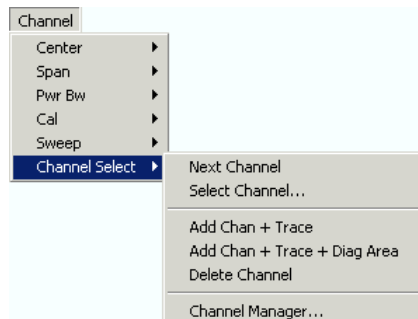 Channel
Center
Span
Pwr Bw
Cal
Sweep
Channel Select
Next Channel
Select Channel...
Add Chan + Trace
Add Chan + Trace + Diag Area
Delete Channel
Channel Manager...